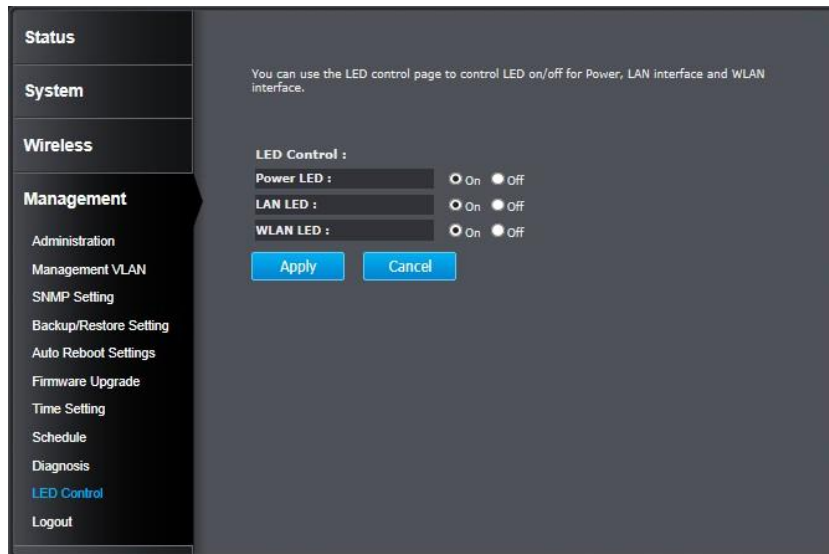 Status
System
Wireless
Management
Administration
Management VLAN
SNMP Setting
Backup/Restore Setting
Auto Reboot Settings
Firmware Upgrade
Time Setting
Schedule
Diagnosis
LED Control
Logout
You can use the LED control page to control LED on/off for Power, LAN interface and WLAN
interface.
LED Control :
Power LED : On Off
LAN LED : On Off
WLAN LED : On Off
Apply Cancel